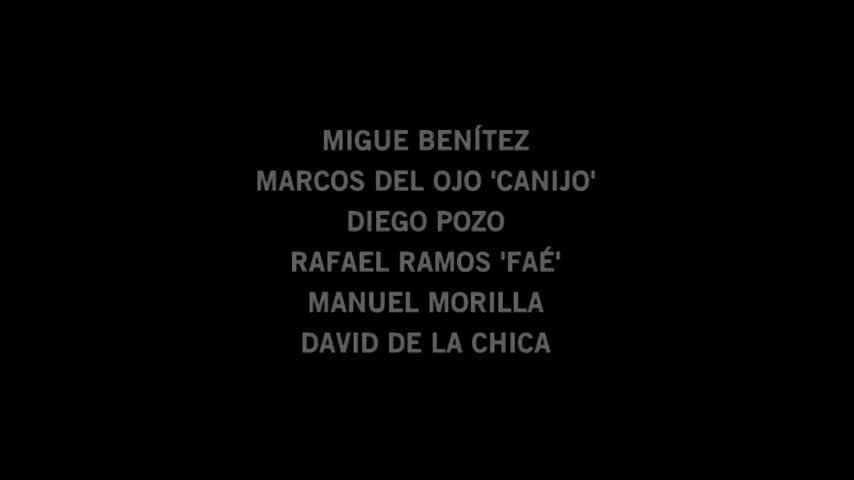 MIGUE BENÍTEZ
MARCOS DEL OJO 'CANIJO'
DIEGO POZO
RAFAEL RAMOS 'FAÉ'
MANUEL MORILLA
DAVID DE LA CHICA